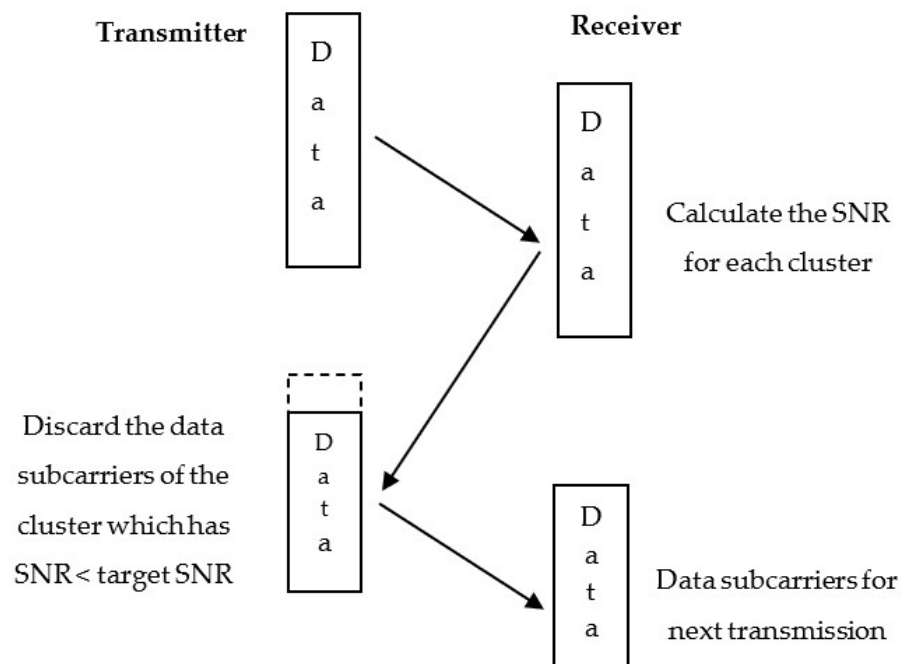 Transmitter
Receiver
D
a
t
a
D
a
t
a
Calculate the SNR
for each cluster
Discard the data
subcarriers of the
cluster which has
SNR < target SNR
D
a
t
a
D
a
t
a
Data subcarriers for
next transmission